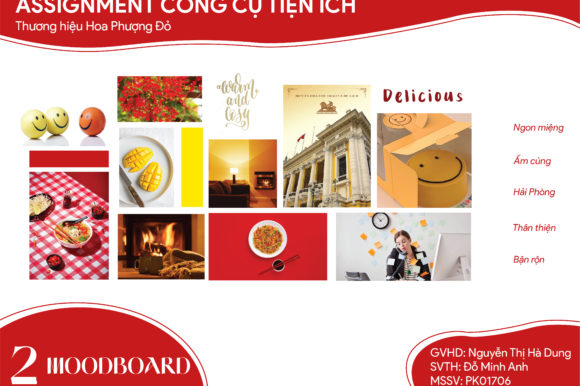 ASSIGNMENT CÔNG CỤ TIỆN ÍCH
Thương hiệu Hoa Phượng Đỏ
warm
and
cosy
Delicious
Ngon miệng
Ấm cúng
Hải Phòng
Thân thiện
Bận rộn
2 MOODBOARD
GVHD: Nguyễn Thị Hà Dung
SVTH: Đỗ Minh Anh
MSSV: PK01706